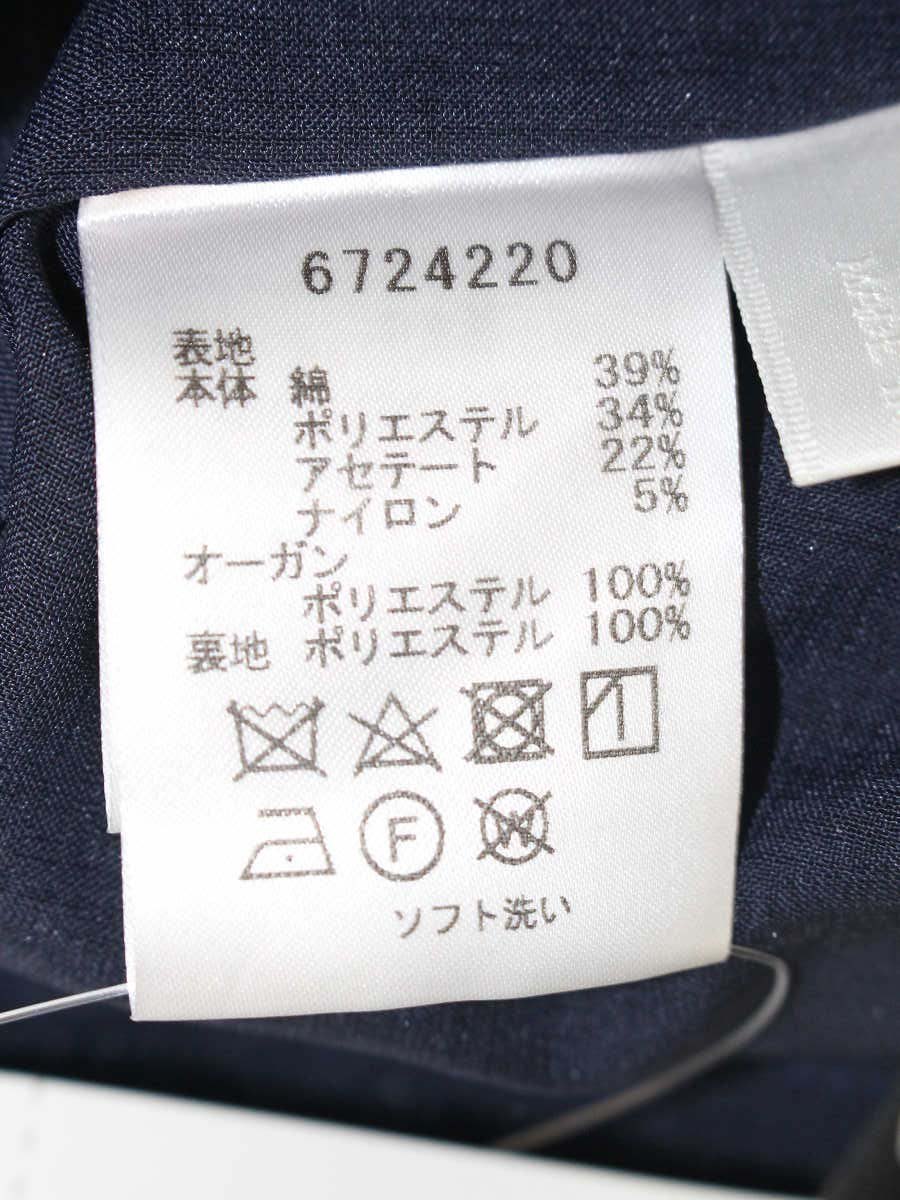 6724220
表地
本体 綿 39%
ポリエステル 34%
アセテート 22%
ナイロン 5%
オーガン
ポリエステル 100%
裏地 ポリエステル 100%
F W
ソフト洗い
MADE